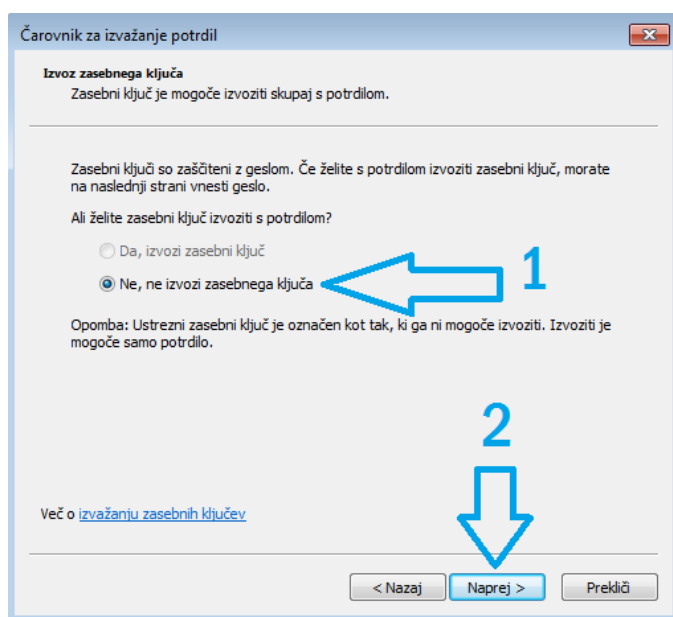 Čarovnik za izvažanje potrdil
Izvoz zasebnega ključa
Zasebni ključ je mogoče izvoziti skupaj s potrdilom.
Zasebni ključi so zaščiteni z geslom. Če želite s potrdilom izvoziti zasebni ključ, morate
na naslednji strani vnesti geslo.
Ali želite zasebni ključ izvoziti s potrdilom?
Da, izvozi zasebni ključ
Ne, ne izvozi zasebnega ključa
1
Opomba: Ustrezni zasebni ključ je označen kot tak, ki ga ni mogoče izvoziti. Izvoziti je
mogoče samo potrdilo.
2
Več o izvažanju zasebnih ključev
< Nazaj Naprej > Prekliči